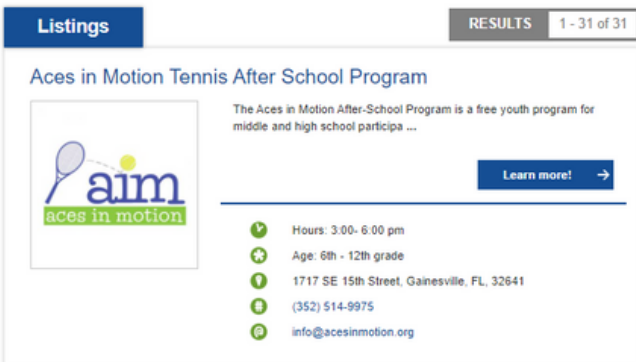 Listings
RESULTS 1 - 31 of 31
Aces in Motion Tennis After School Program
The Aces in Motion After-School Program is a free youth program for
middle and high school participa ...
aim
aces in motion
Learn more!
Hours: 3:00- 6:00 pm
Age: 6th - 12th grade
1717 SE 15th Street, Gainesville, FL, 32641
(352) 514-9975
info@acesinmotion.org